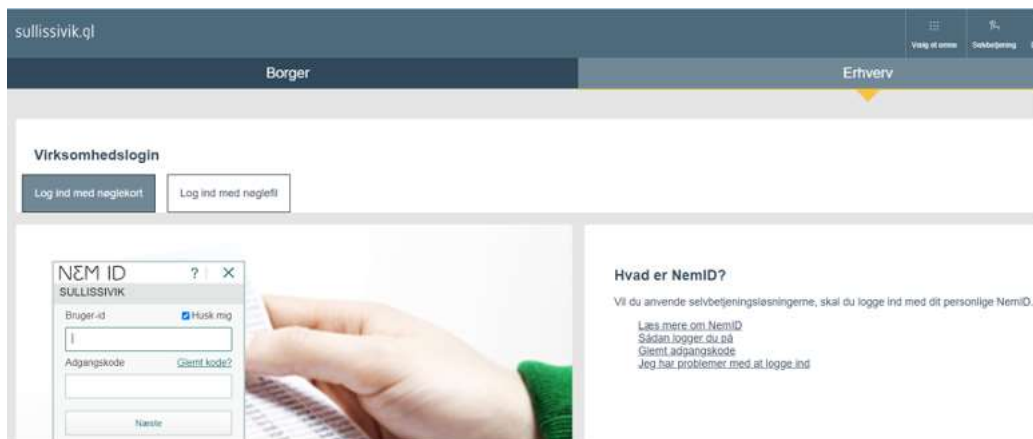 sullissivik.gl
Vælg et emne
Selvbetjening
Borger
Erhverv
Virksomhedslogin
Log ind med nøglekort
Log ind med nøglefil
NEM ID ? ×
SULLISSIVIK
Bruger-id
Husk mig
Adgangskode
Glemt kode?
Næste
Hvad er NemID?
Vil du anvende selvbetjeningsløsningerne, skal du logge ind med dit personlige NemID.
Læs mere om NemID
Sådan logger du på
Glemt adgangskode
Jeg har problemer med at logge ind